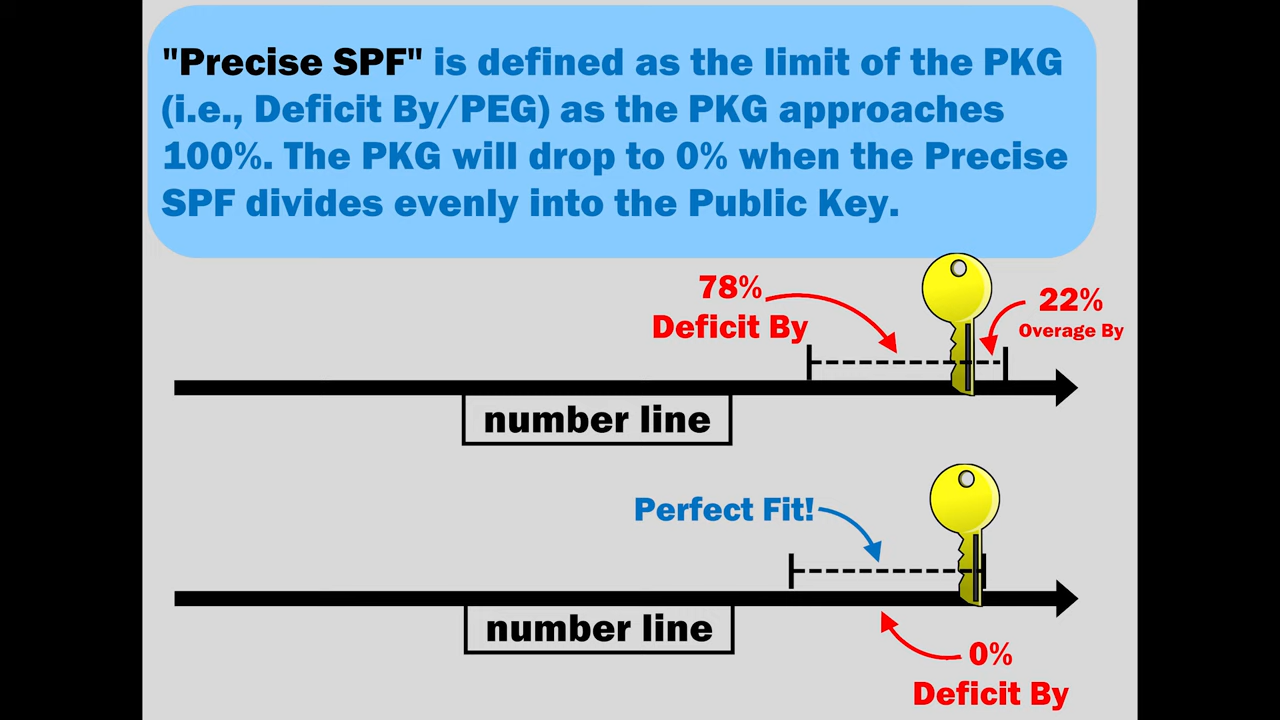 "Precise SPF" is defined as the limit of the PKG
(i.e., Deficit By/PEG) as the PKG approaches
100%. The PKG will drop to 0% when the Precise
SPF divides evenly into the Public Key.
78%
Deficit By
22%
Overage By
number line
Perfect Fit!
number line
0%
Deficit By